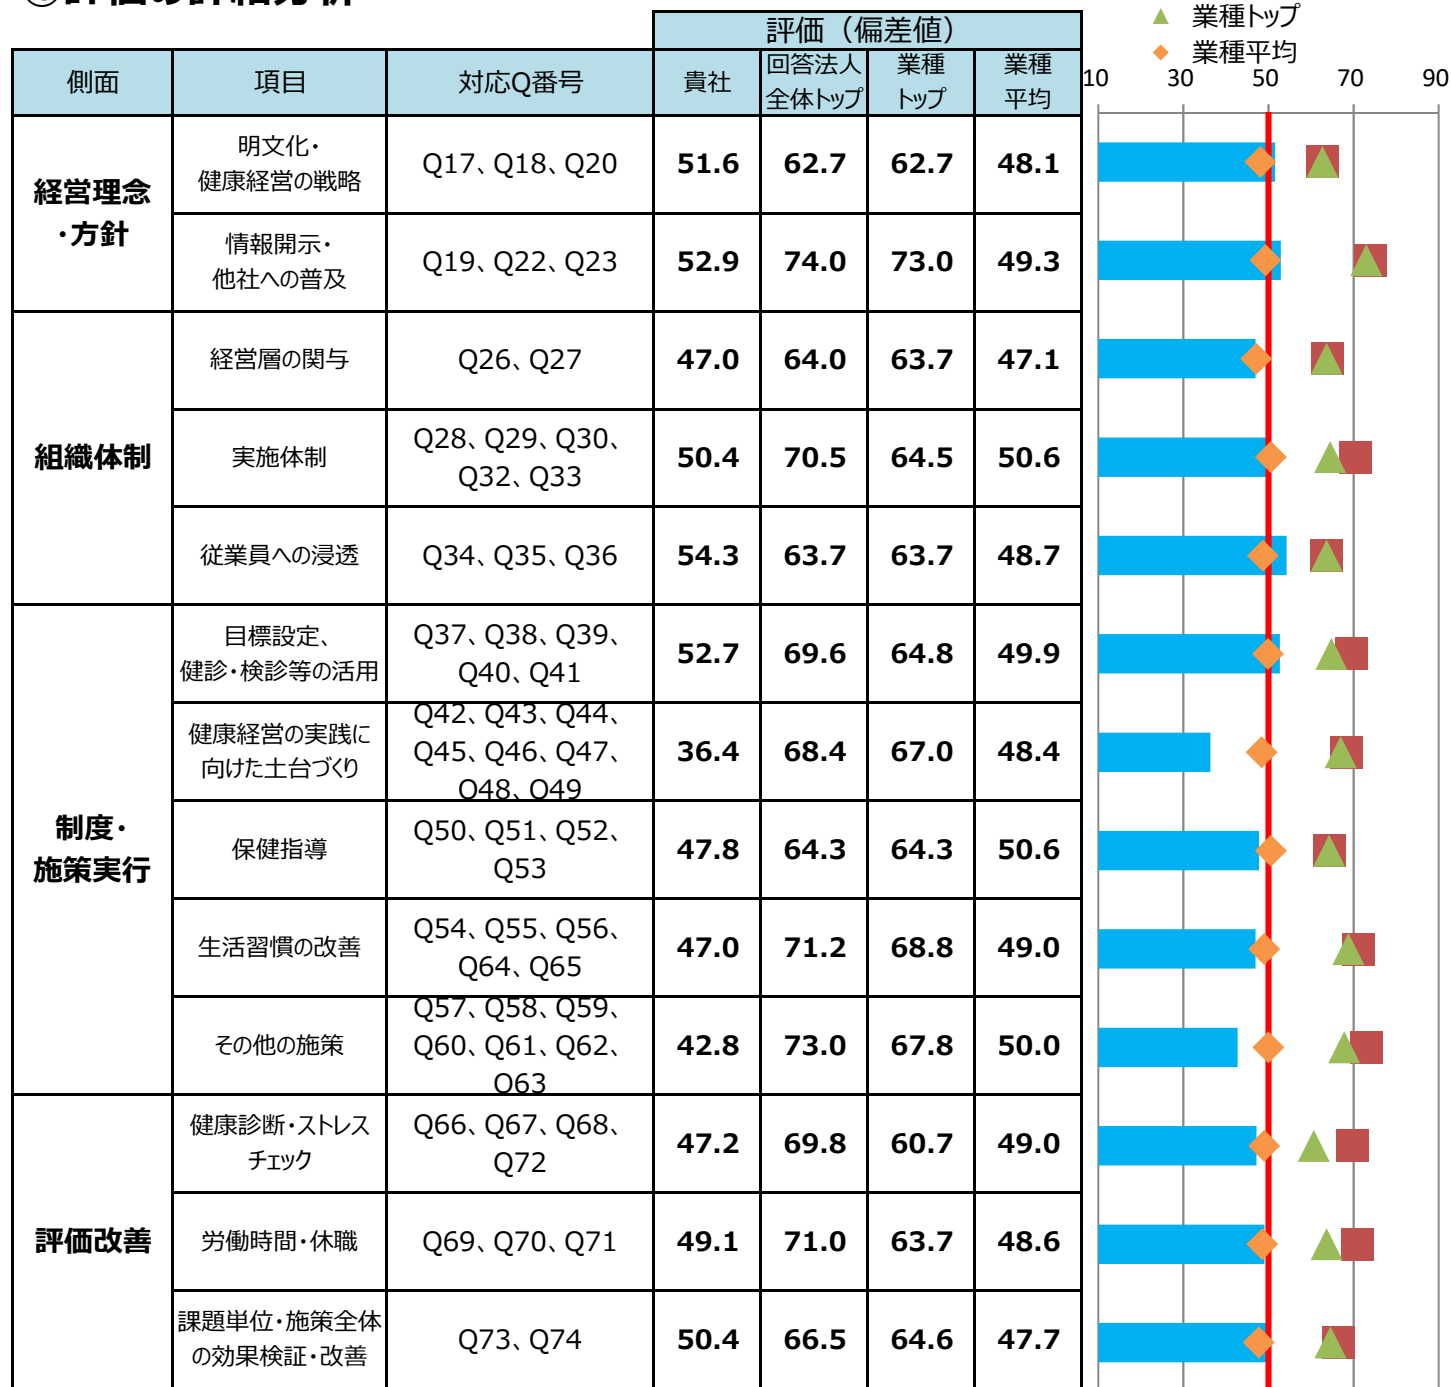 ③評価の詳細分析
▲ 業種トップ
◆ 業種平均
10 30 50 70 90
評価（偏差値）
側面 項目 対応Q番号 貴社 回答法人 業種 業種
全体トップ トップ 平均
経営理念
・方針
明文化・
健康経営の戦略
Q17、Q18、Q20 51.6 62.7 62.7 48.1
情報開示・
他社への普及
Q19、Q22、Q23 52.9 74.0 73.0 49.3
組織体制
経営層の関与 Q26、Q27 47.0 64.0 63.7 47.1
実施体制
Q28、Q29、Q30、
Q32、Q33
50.4 70.5 64.5 50.6
従業員への浸透 Q34、Q35、Q36 54.3 63.7 63.7 48.7
制度・
施策実行
目標設定、
健診・検診等の活用
Q37、Q38、Q39、
Q40、Q41
52.7 69.6 64.8 49.9
健康経営の実践に
向けた土台づくり
Q42、Q43、Q44、
Q45、Q46、Q47、
Q48、Q49
36.4 68.4 67.0 48.4
保健指導
Q50、Q51、Q52、
Q53
47.8 64.3 64.3 50.6
生活習慣の改善
Q54、Q55、Q56、
Q64、Q65
47.0 71.2 68.8 49.0
その他の施策
Q57、Q58、Q59、
Q60、Q61、Q62、
Q63
42.8 73.0 67.8 50.0
評価改善
健康診断・ストレス
チェック
Q66、Q67、Q68、
Q72
47.2 69.8 60.7 49.0
労働時間・休職 Q69、Q70、Q71 49.1 71.0 63.7 48.6
課題単位・施策全体
の効果検証・改善
Q73、Q74 50.4 66.5 64.6 47.7